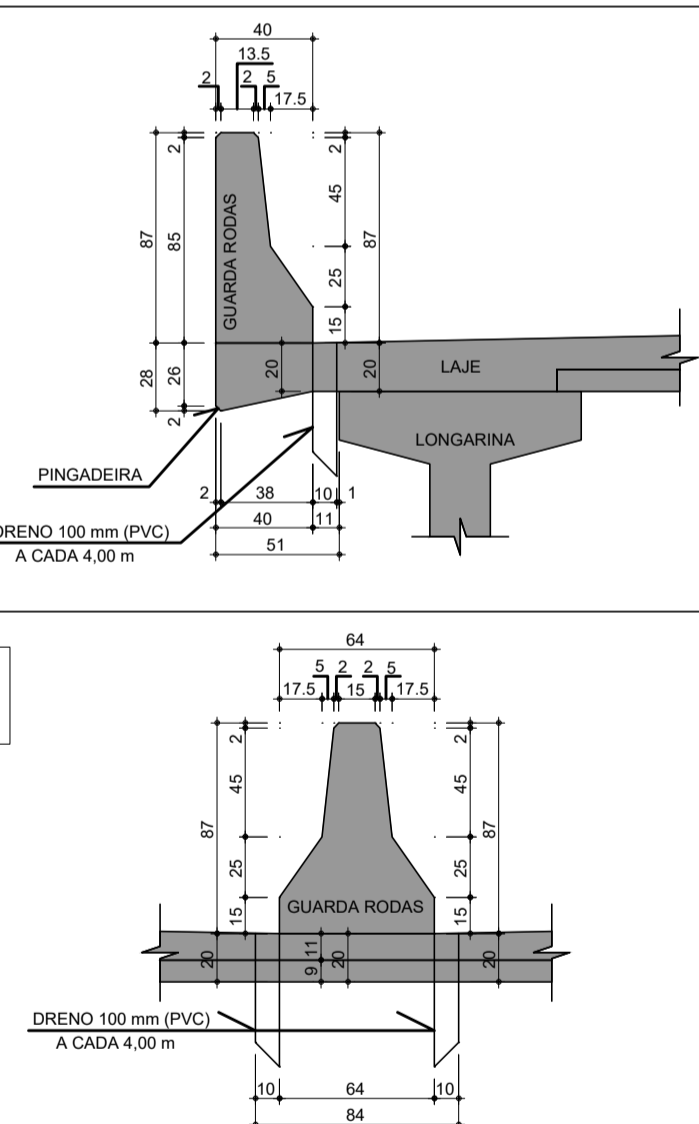 40
13.5
2 2 5
17.5
2
45
25
15
87
87
2
85
28
26
2
20
20
GUARDA RODAS
LAJE
LONGARINA
PINGADEIRA
2 38 10 1
DRENO 100 mm (PVC)
40 11
A CADA 4,00 m
51
64
5 2 2 5
17.5 15 17.5
2
2
45
45
87
87
25
25
15
15
GUARDA RODAS
20
11
9
20
20
DRENO 100 mm (PVC)
A CADA 4,00 m
10 64 10
84